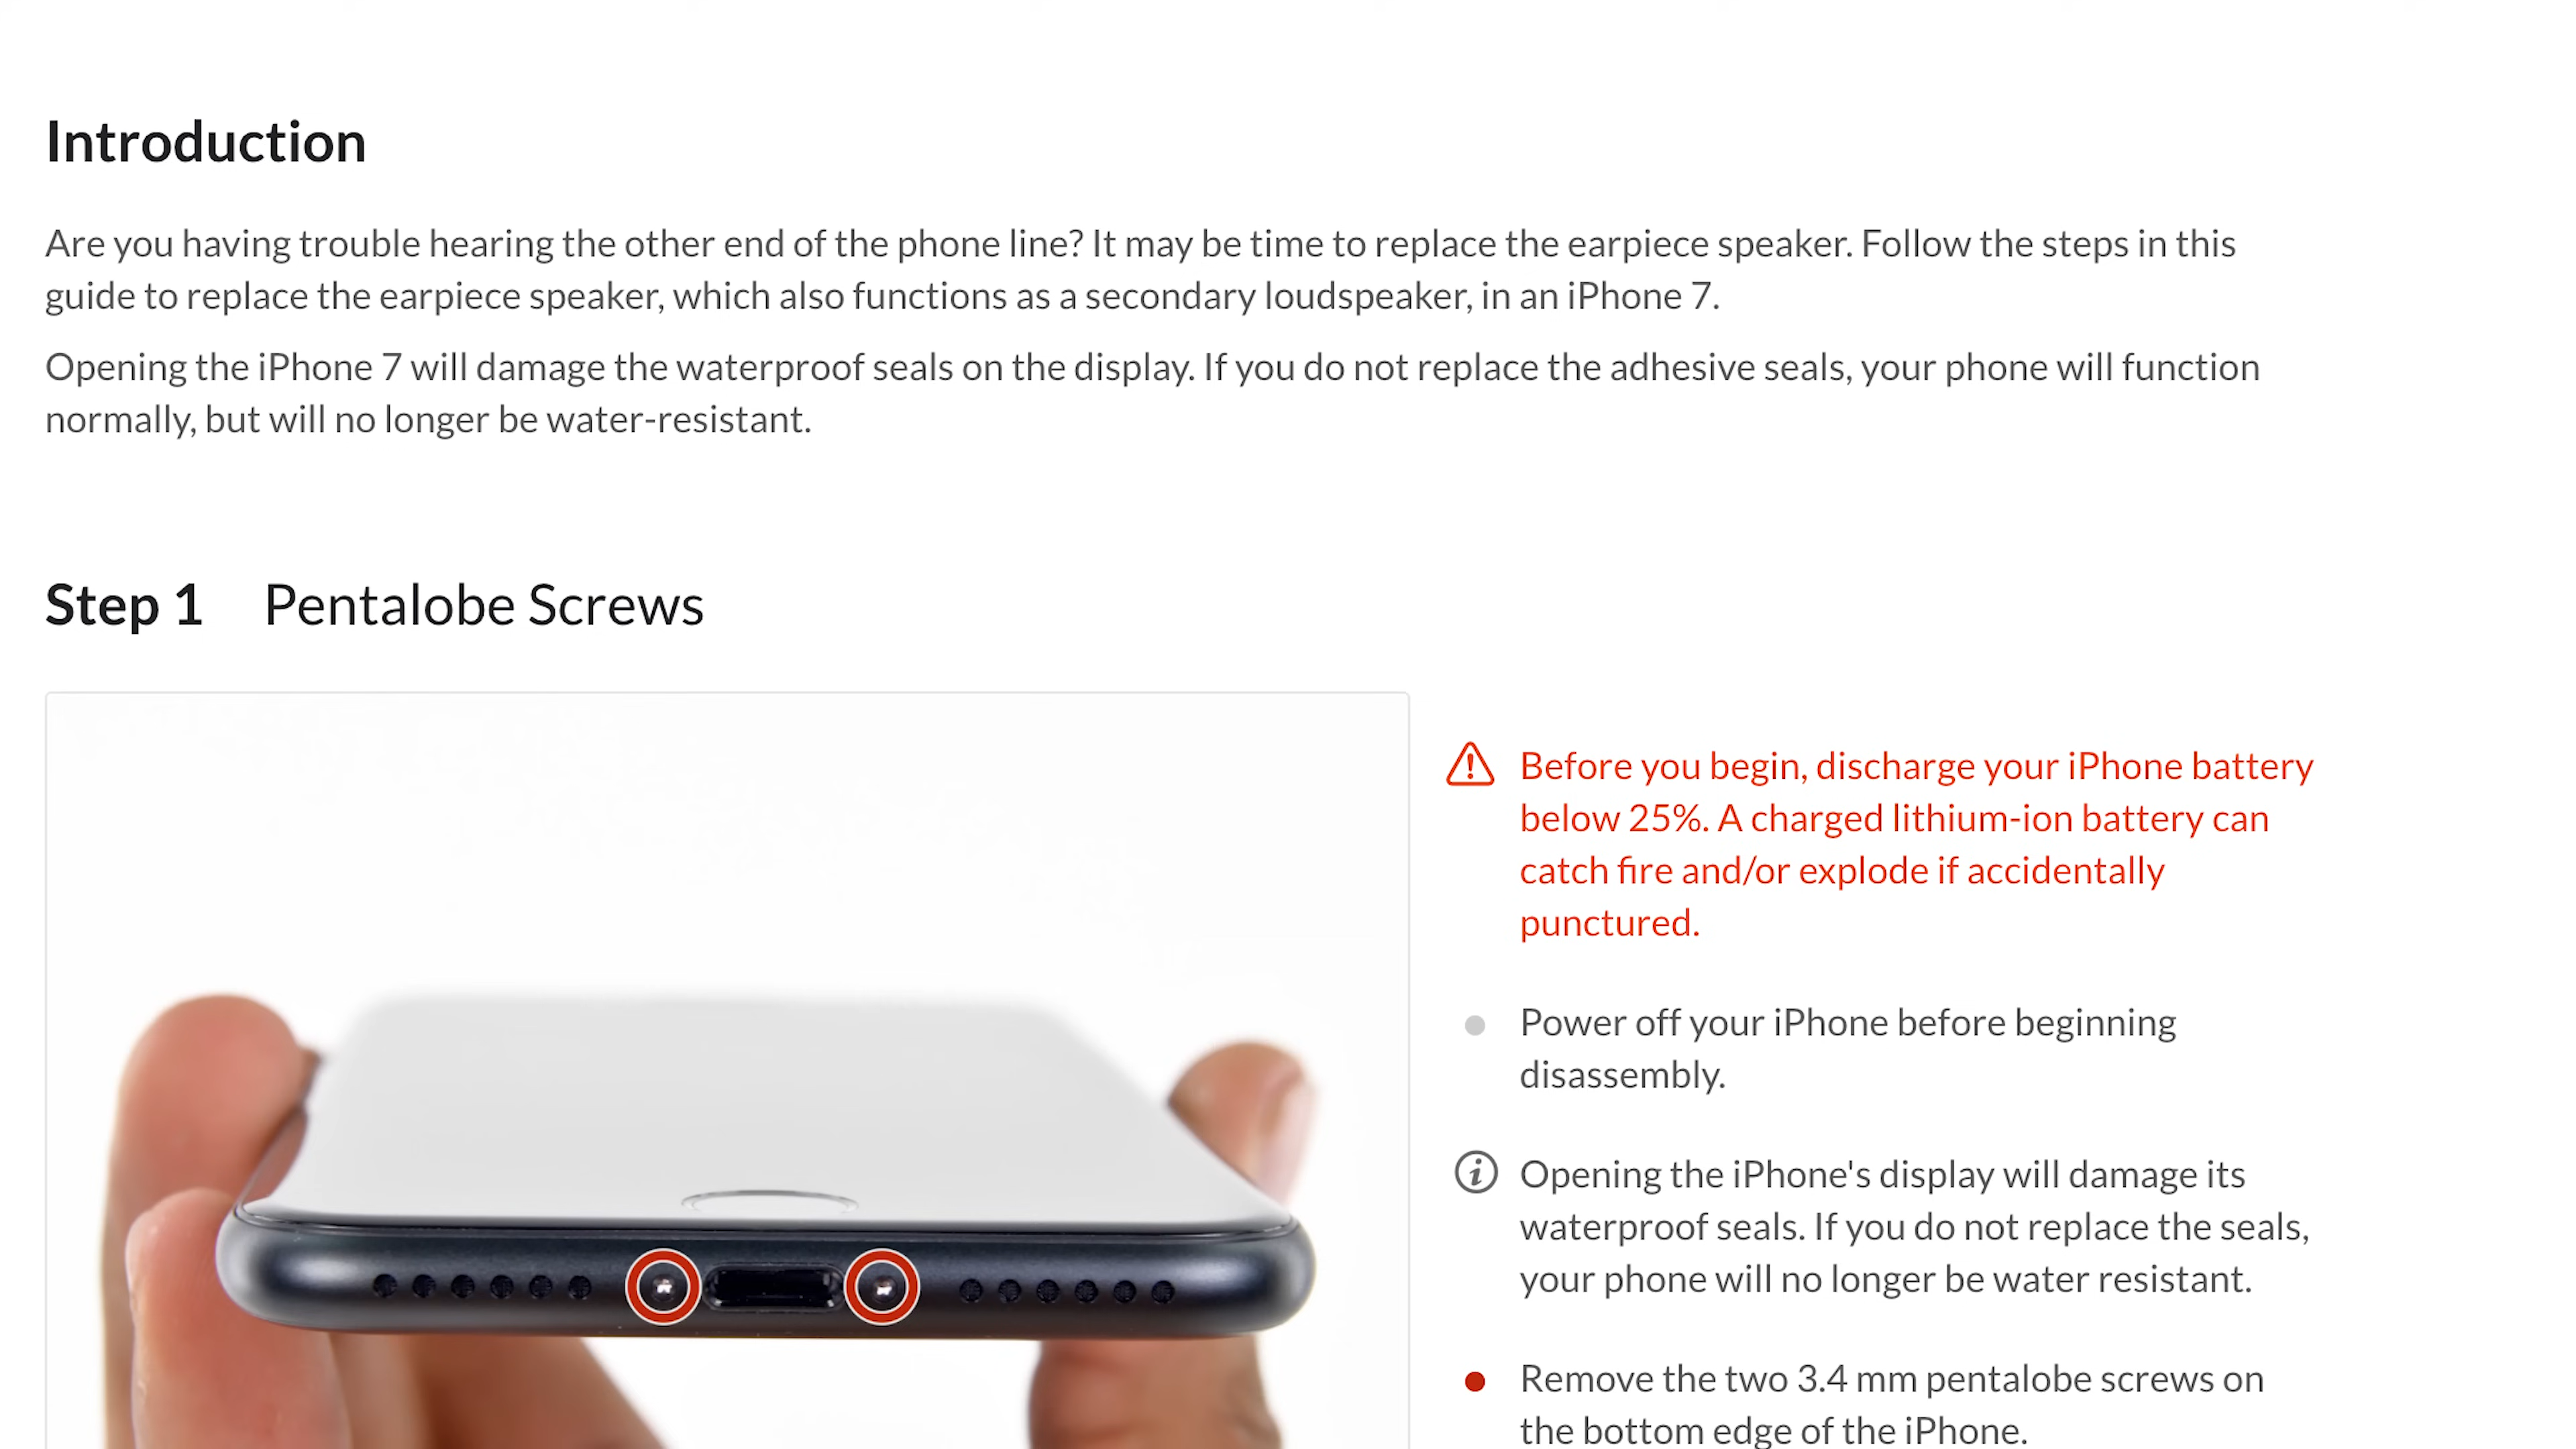 Introduction
Are you having trouble hearing the other end of the phone line? It may be time to replace the earpiece speaker. Follow the steps in this
guide to replace the earpiece speaker, which also functions as a secondary loudspeaker, in an iPhone 7.
Opening the iPhone 7 will damage the waterproof seals on the display. If you do not replace the adhesive seals, your phone will function
normally, but will no longer be water-resistant.
Step 1 Pentalobe Screws
Before you begin, discharge your iPhone battery
below 25%. A charged lithium-ion battery can
catch fire and/or explode if accidentally
punctured.
Power off your iPhone before beginning
disassembly.
Opening the iPhone's display will damage its
waterproof seals. If you do not replace the seals,
your phone will no longer be water resistant.
Remove the two 3.4 mm pentalobe screws on
the bottom edge of the iPhone.